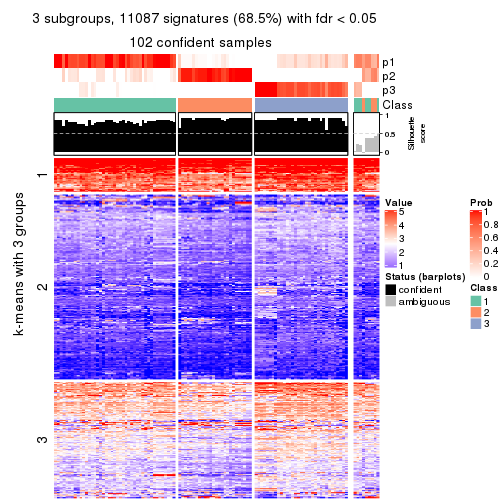 3 subgroups, 11087 signatures (68.5%) with fdr < 0.05
102 confident samples
p1
p2
p3
Class
1
0.5
0
Silhouette
score
k-means with 3 groups
1
2
3
Value
5
4
3
2
1
Status (barplots)
confident
ambiguous
Prob
1
0.8
0.6
0.4
0.2
0
Class
1
2
3